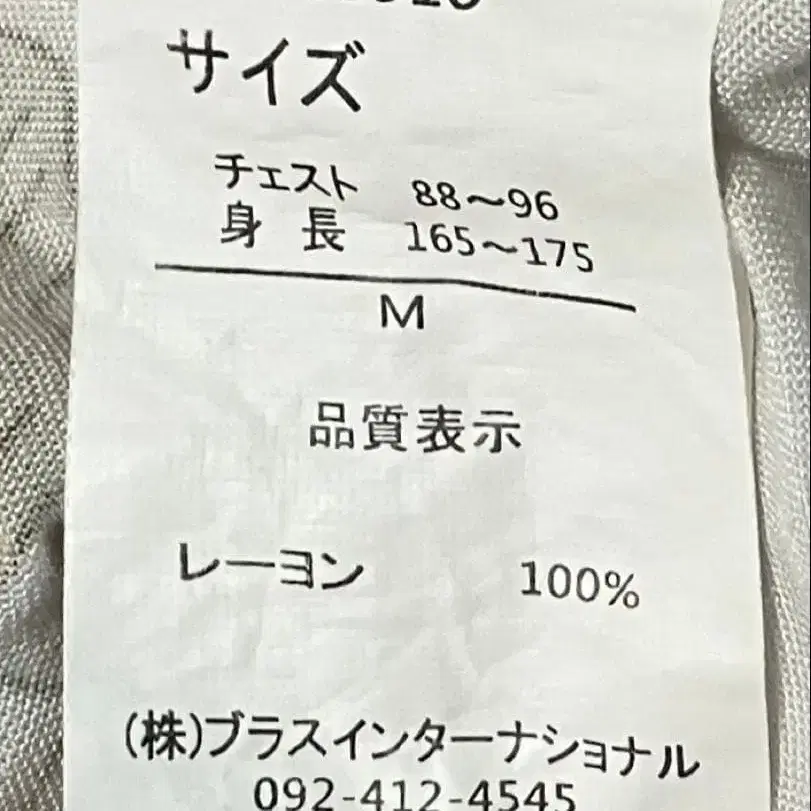 サイズ
チェスト 88～96
身 長 165～175
M
品質表示
レーヨン 100%
(株)ブラスインターナショナル
092-412-4545